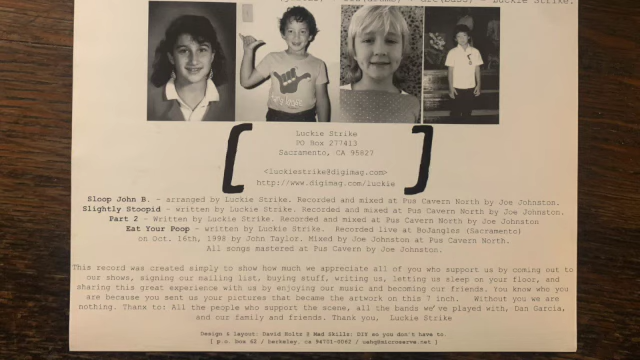 Luckie Strike.
Luckie Strike
PO Box 277413
Sacramento, CA 95827
<luckiestrike@digimag.com>
http://www.digimag.com/luckie
Sloop John B. - arranged by Luckie Strike. Recorded and mixed at Pus Cavern North by Joe Johnston.
Slightly Stoopid - written by Luckie Strike. Recorded and mixed at Pus Cavern North by Joe Johnston.
Part 2 - Written by Luckie Strike. Recorded and mixed at Pus Cavern North by Joe Johnston
Eat Your Poop - written by Luckie Strike. Recorded live at BoJangles (Sacramento)
on Oct. 16th, 1998 by John Taylor. Mixed by Joe Johnston at Pus Cavern North.
All songs mastered at Pus Cavern by Joe Johnston.
This record was created simply to show how much we appreciate all of you who support us by coming out to
our shows, signing our mailing list, buying stuff, writing us, letting us sleep on your floor, and
sharing this great experience with us by enjoying our music and becoming our friends. You know who you
are because you sent us your pictures that became the artwork on this 7 inch. Without you we are
nothing. Thanx to: All the people who support the scene, all the bands we've played with, Dan Garcia,
and our family and friends. Thank you, Luckie Strike
Design & layout: David Holtz @ Mad Skills: DIY so you don't have to.
[ p.o. box 62 / berkeley, ca 94701-0062 /